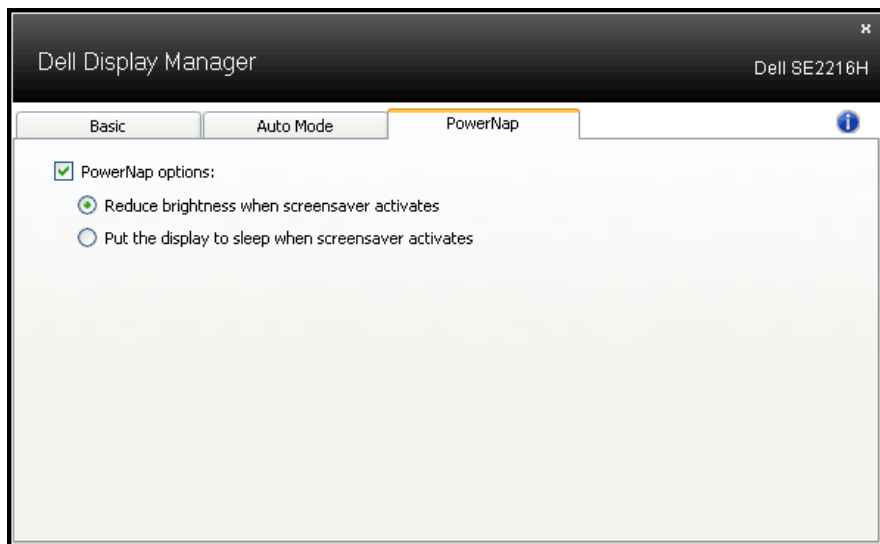 Dell Display Manager
Dell SE2216H
Basic
Auto Mode
PowerNap
PowerNap options:
Reduce brightness when screensaver activates
Put the display to sleep when screensaver activates